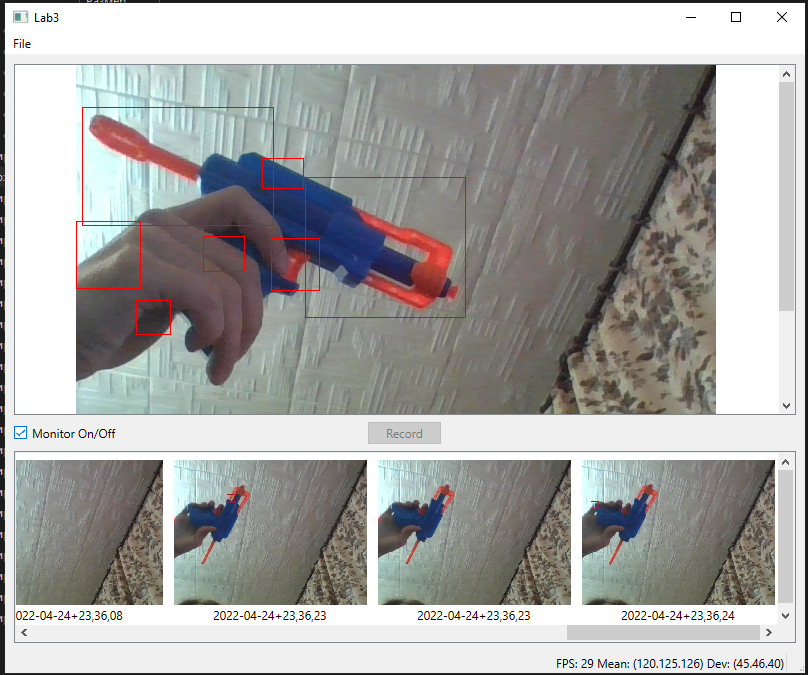 Lab3
File
Monitor On/Off
Record
022-04-24+23,36,08
2022-04-24+23,36,23
2022-04-24+23,36,23
2022-04-24+23,36,24
FPS: 29 Mean: (120.125.126) Dev: (45.46.40)